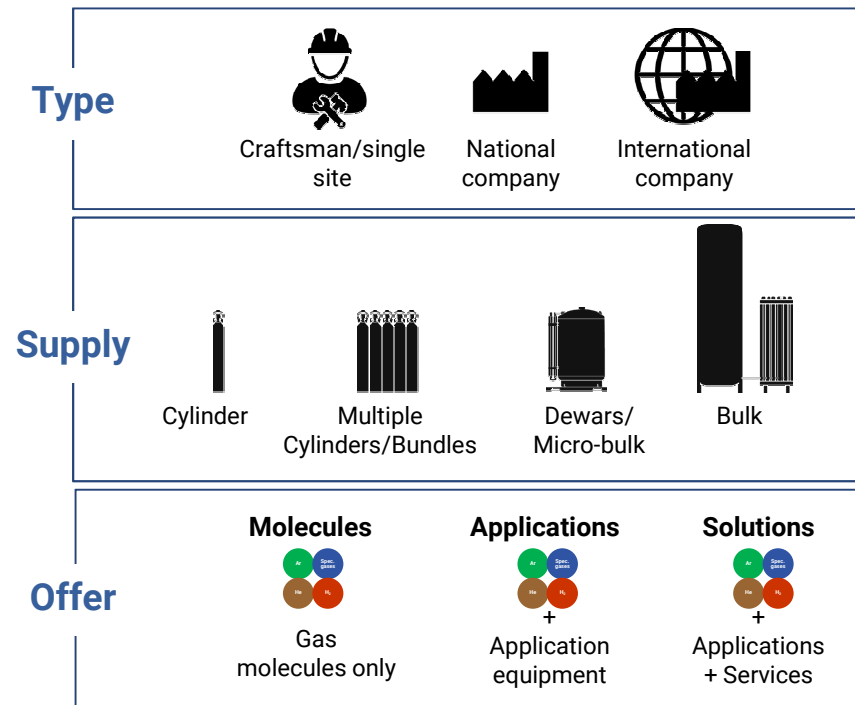 Type
Craftsman/single
site
National
company
International
company
Supply
Cylinder
Multiple
Cylinders/Bundles
Dewars/
Micro-bulk
Bulk
Offer
Molecules
Ar
Spec.
gases
He
H₂
Gas
molecules only
Applications
Ar
Spec.
gases
He
H₂
+
Application
equipment
Solutions
Ar
Spec.
gases
He
H₂
+
Applications
+ Services